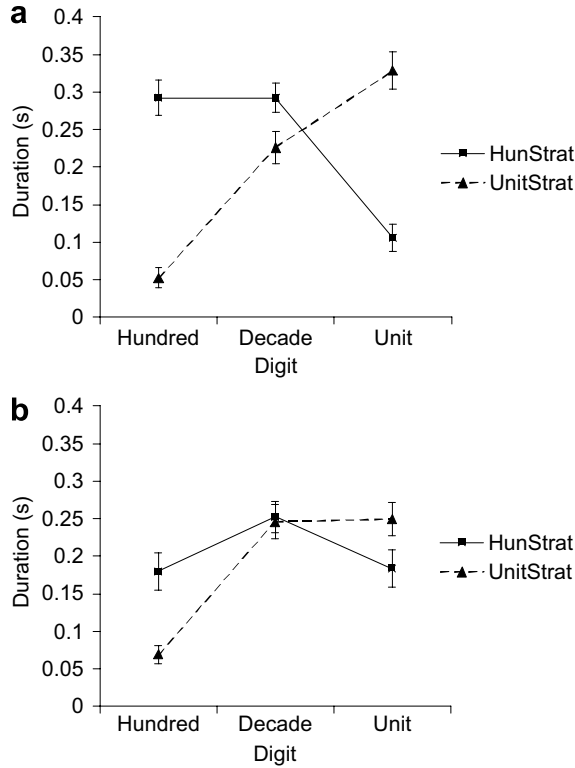 a
0.4
0.35
0.3
0.25
0.2
0.15
0.1
0.05
0
Duration (s)
Hundred Decade Unit
Digit
HunStrat
UnitStrat
b
0.4
0.35
0.3
0.25
0.2
0.15
0.1
0.05
0
Duration (s)
Hundred Decade Unit
Digit
HunStrat
UnitStrat